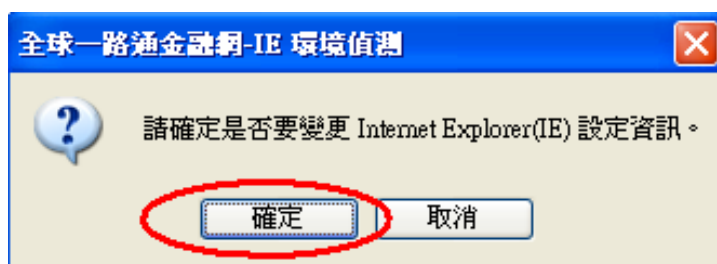 全球一路通金融網-IE 環境偵測
請確定是否要變更 Internet Explorer(IE) 設定資訊。
確定
取消